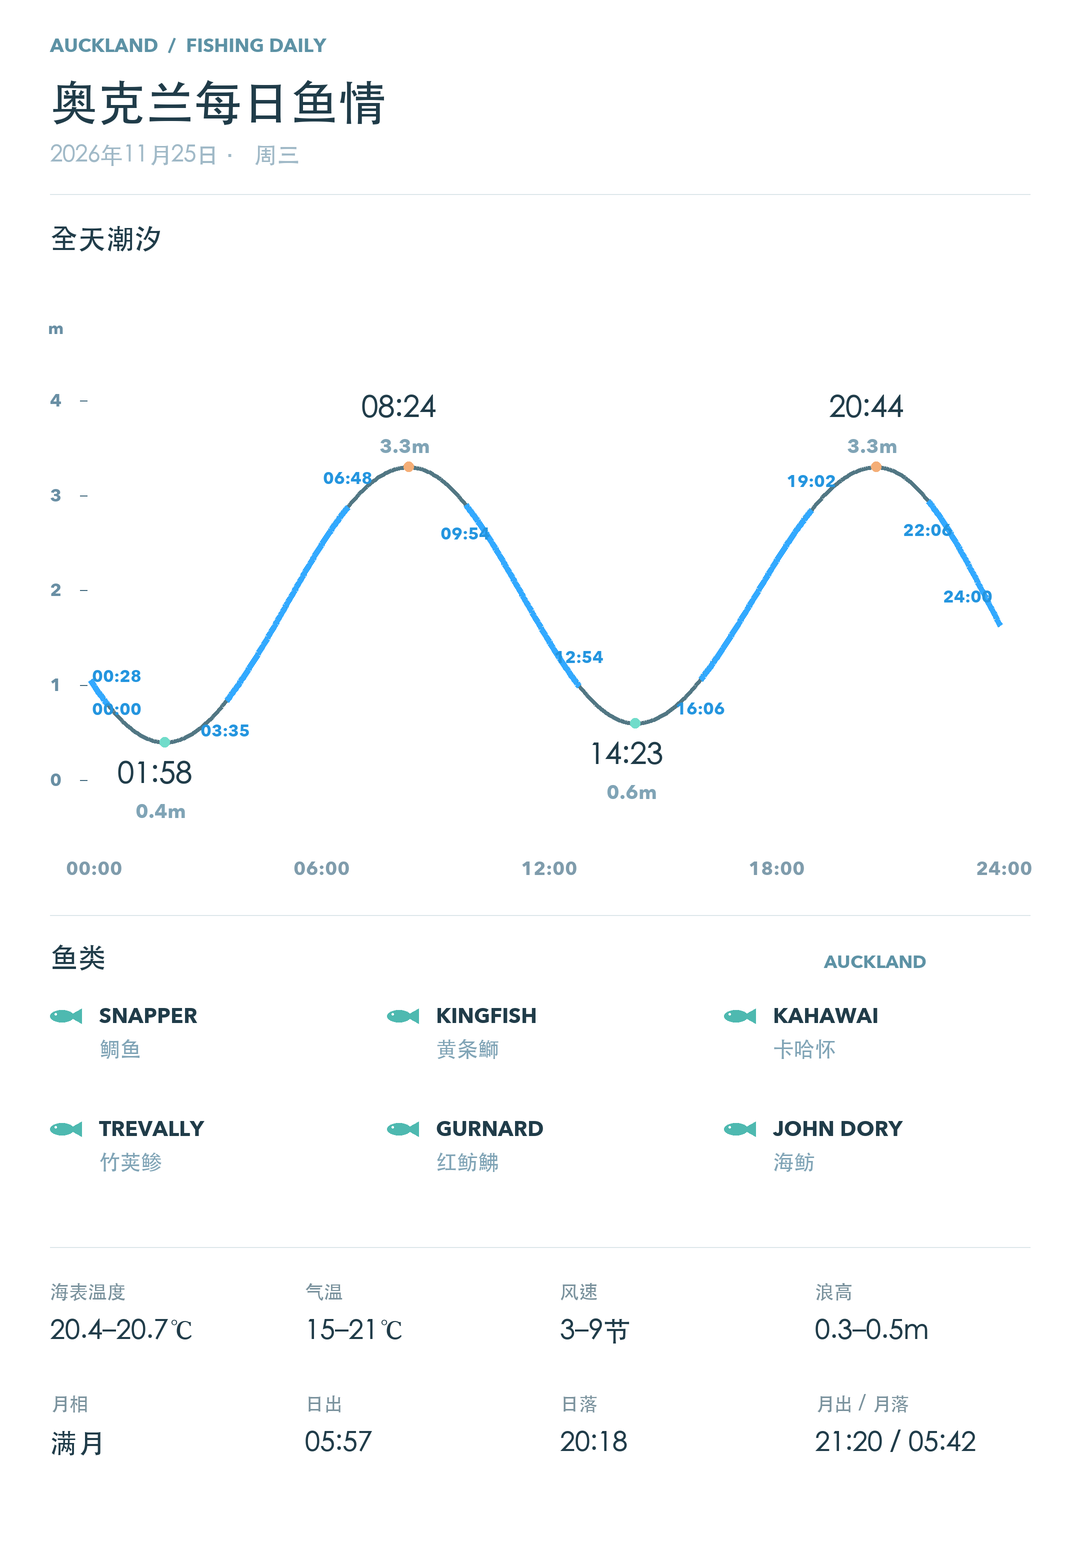 AUCKLAND / FISHING DAILY
奥克兰每日鱼情
2026年11月25日 · 周三
全天潮汐
m
4
08:24
20:44
3.3m
3.3m
06:48
19:02
3
09:54
22:06
2
24:00
12:54
00:28
1
00:00
16:06
03:35
14:23
01:58
0
0.6m
0.4m
00:00 06:00 12:00 18:00 24:00
鱼类
AUCKLAND
SNAPPER KINGFISH KAHAWAI
鲷鱼 黄条鰤 卡哈怀
TREVALLY GURNARD JOHN DORY
竹荚鲹 红鲂鮄 海鲂
海表温度 气温 风速 浪高
20.4–20.7℃ 15–21℃ 3–9节 0.3–0.5m
月相 日出 日落 月出 / 月落
满月 05:57 20:18 21:20 / 05:42